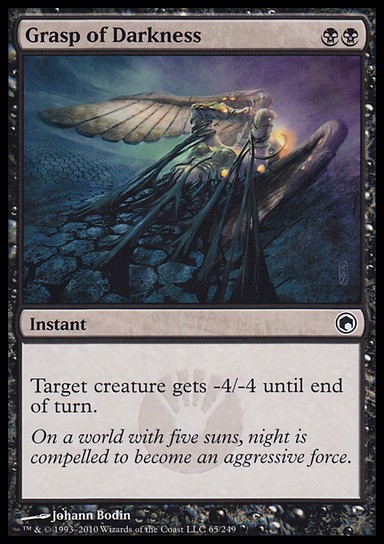 Grasp of Darkness
Instant
Target creature gets -4/-4 until end
of turn.
On a world with five suns, night is
compelled to become an aggressive force.
Johann Bodin
™ & © 1993–2010 Wizards of the Coast LLC 65/249